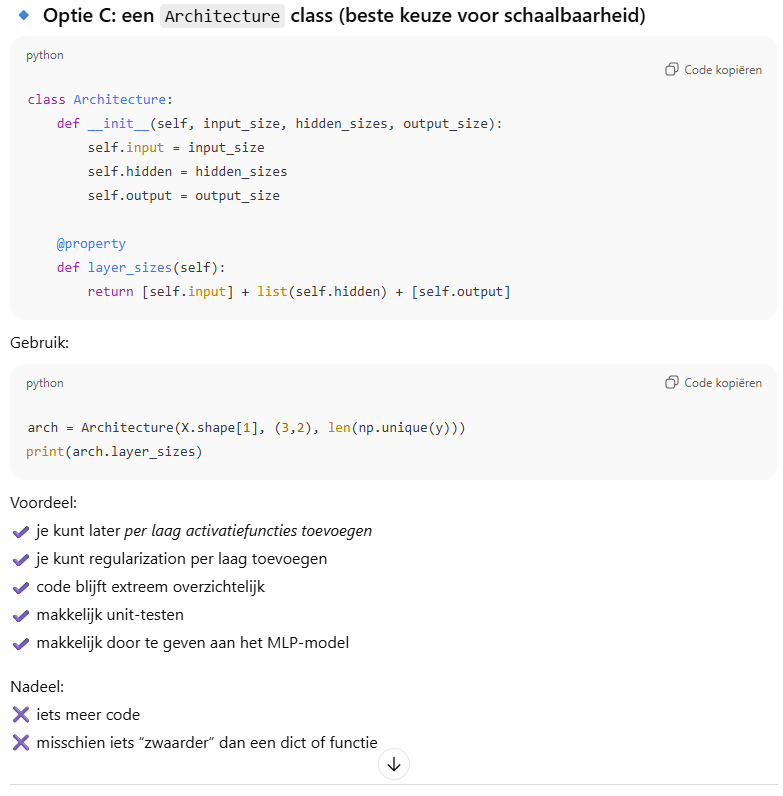 Optie C: een Architecture class (beste keuze voor schaalbaarheid)
python
Code kopiëren
class Architecture:
    def __init__(self, input_size, hidden_sizes, output_size):
        self.input = input_size
        self.hidden = hidden_sizes
        self.output = output_size

    @property
    def layer_sizes(self):
        return [self.input] + list(self.hidden) + [self.output]
Gebruik:
python
Code kopiëren
arch = Architecture(X.shape[1], (3,2), len(np.unique(y)))
print(arch.layer_sizes)
Voordeel:
✔ je kunt later per laag activatiefuncties toevoegen
✔ je kunt regularization per laag toevoegen
✔ code blijft extreem overzichtelijk
✔ makkelijk unit-testen
✔ makkelijk door te geven aan het MLP-model
Nadeel:
✖ iets meer code
✖ misschien iets “zwaarder” dan een dict of functie